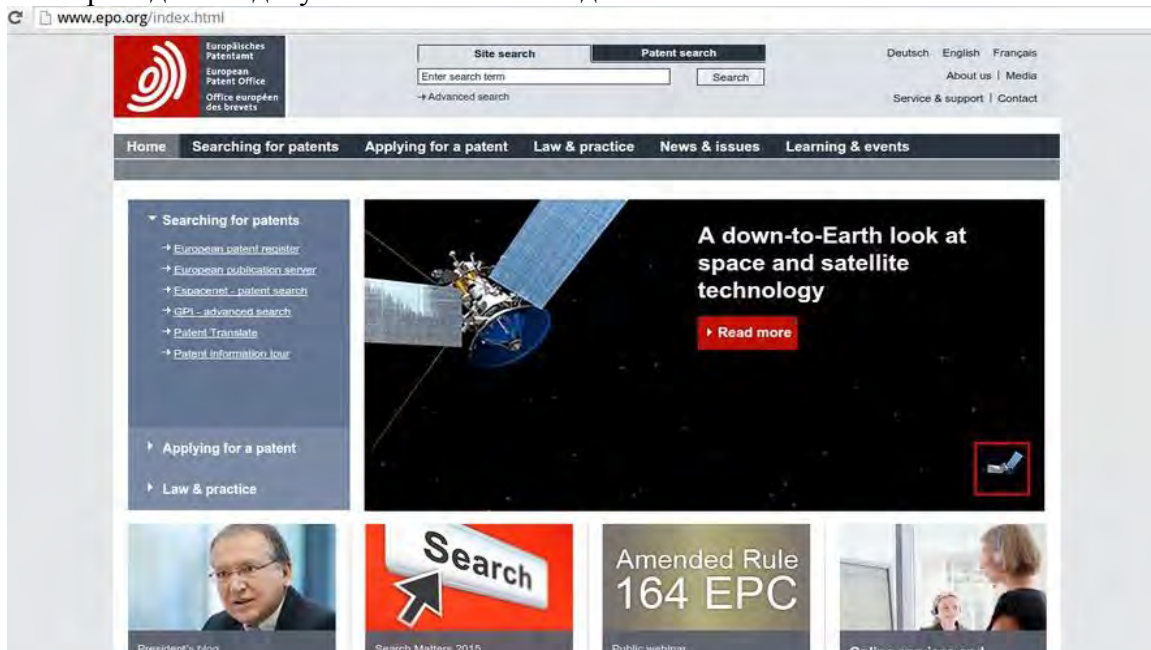 www.epo.org/index.html
Europäisches
Patentamt
European
Patent Office
Office européen
des brevets
Site search
Patent search
Enter search term
Search
Advanced search
Deutsch English Français
About us | Media
Service & support | Contact
Home Searching for patents Applying for a patent Law & practice News & issues Learning & events
Searching for patents
European patent register
European publication server
Espacenet - patent search
GPI - advanced search
Patent Translate
Patent information tour
Applying for a patent
Law & practice
A down-to-Earth look at
space and satellite
technology
Read more
Search
Amended Rule
164 EPC
President's blog
Search Matters 2015
Public webinar
Online services and